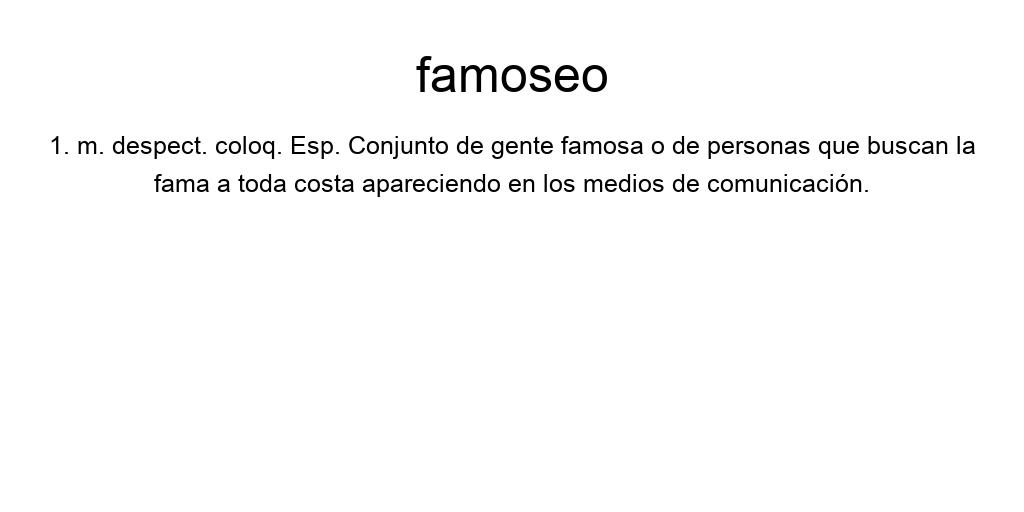 famoseo
1. m. despect. coloq. Esp. Conjunto de gente famosa o de personas que buscan la
fama a toda costa apareciendo en los medios de comunicación.